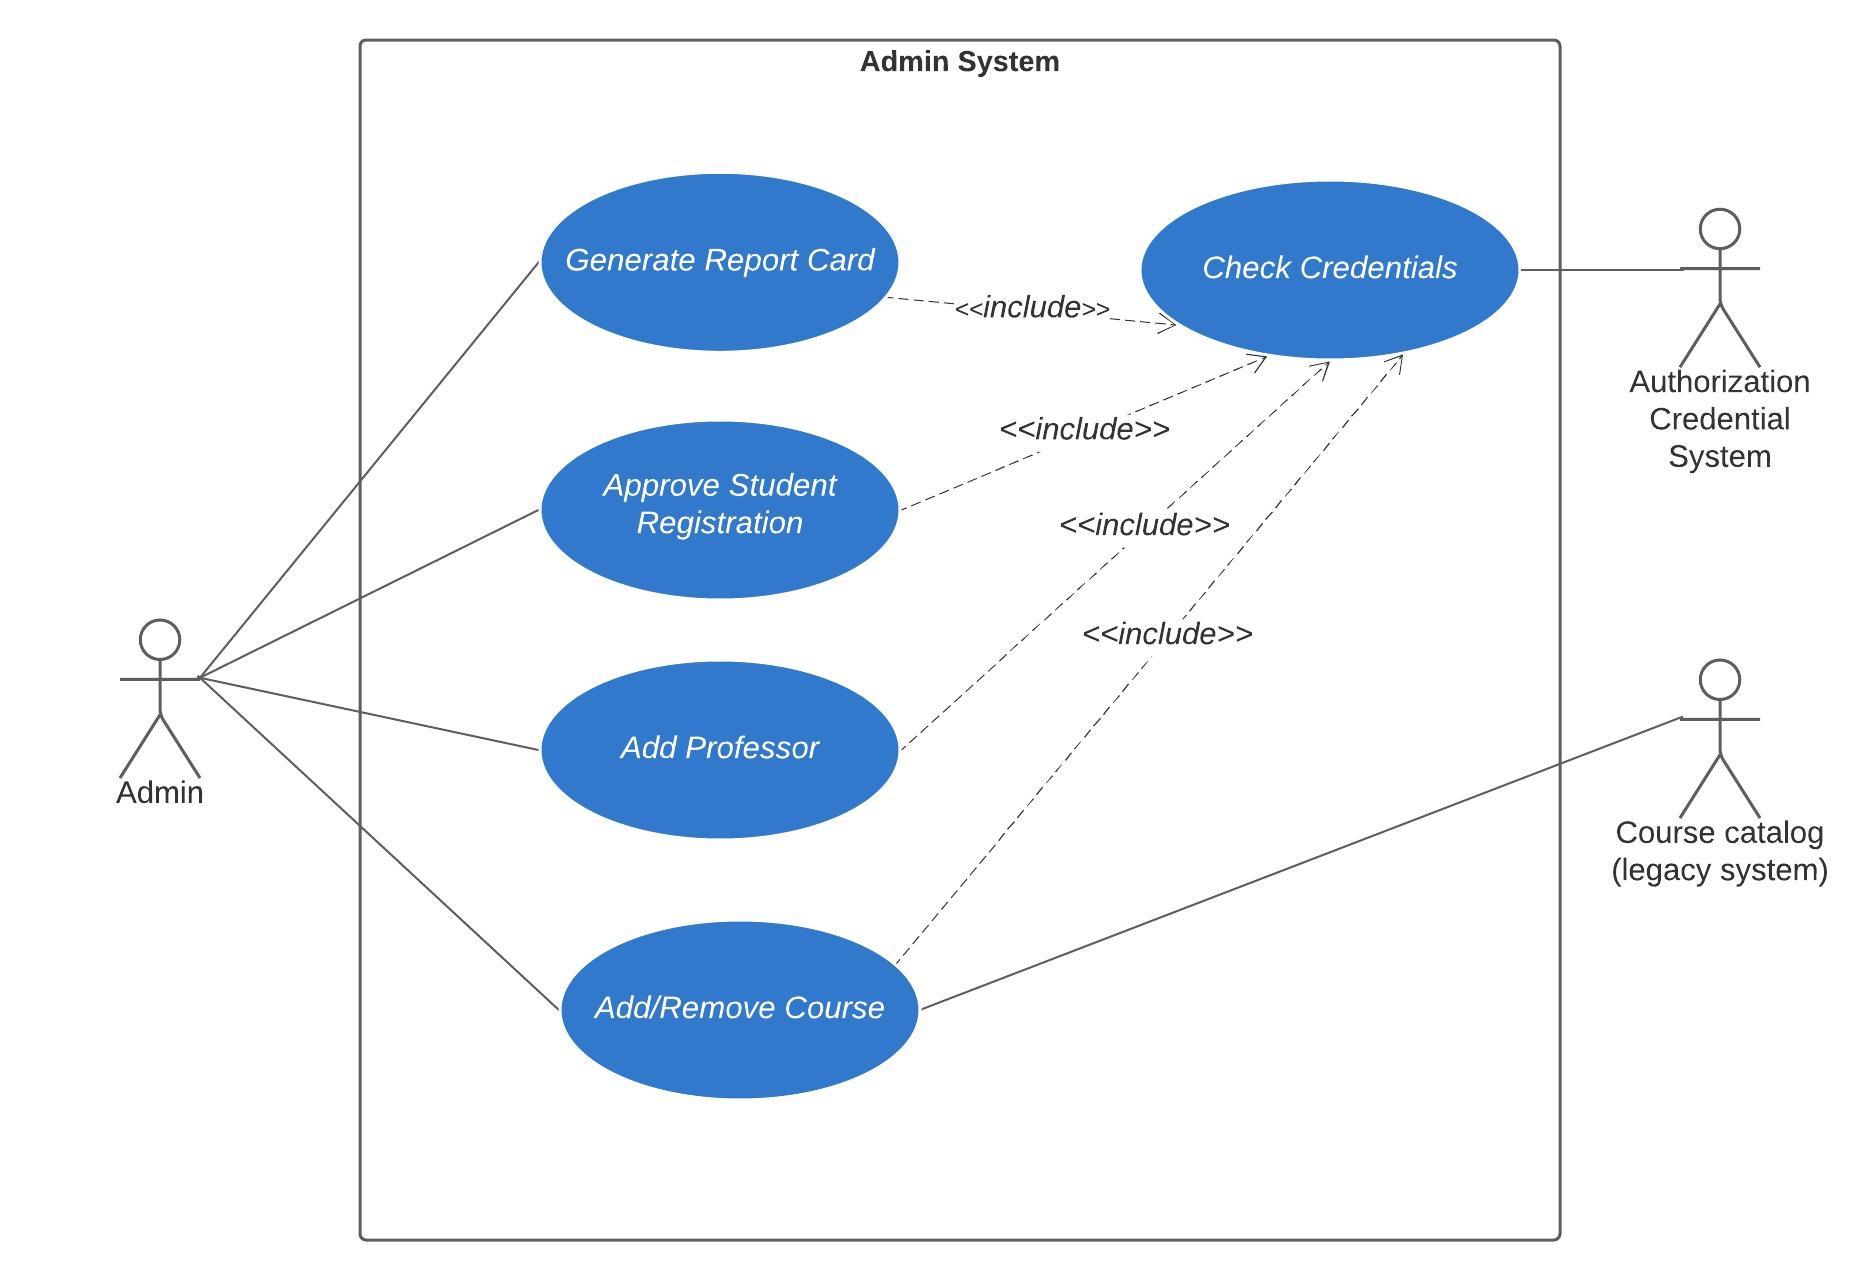 Admin System
Generate Report Card
Check Credentials
<<include>>
Authorization
Credential
System
<<include>>
Approve Student
Registration
<<include>>
<<include>>
Add Professor
Admin
Course catalog
(legacy system)
Add/Remove Course